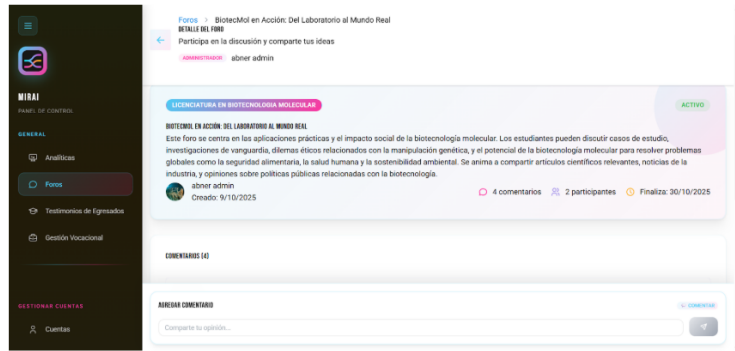 Foros > BiotecMol en Acción: Del Laboratorio al Mundo Real
DETALLE DEL FORO
Participa en la discusión y comparte tus ideas
ADMINISTRADOR abner admin
MIRAI
PANEL DE CONTROL
GENERAL
Analíticas
Foros
Testimonios de Egresados
Gestión Vocacional
GESTIONAR CUENTAS
Cuentas
LICENCIATURA EN BIOTECNOLOGIA MOLECULAR
ACTIVO
BIOTECMOL EN ACCIÓN: DEL LABORATORIO AL MUNDO REAL
Este foro se centra en las aplicaciones prácticas y el impacto social de la biotecnología molecular. Los estudiantes pueden discutir casos de estudio,
investigaciones de vanguardia, dilemas éticos relacionados con la manipulación genética, y el potencial de la biotecnología molecular para resolver problemas
globales como la seguridad alimentaria, la salud humana y la sostenibilidad ambiental. Se anima a compartir artículos científicos relevantes, noticias de la
industria, y opiniones sobre políticas públicas relacionadas con la biotecnología.
abner admin
Creado: 9/10/2025
4 comentarios 2 participantes Finaliza: 30/10/2025
COMENTARIOS (4)
AGREGAR COMENTARIO
COMENTAR
Comparte tu opinión...